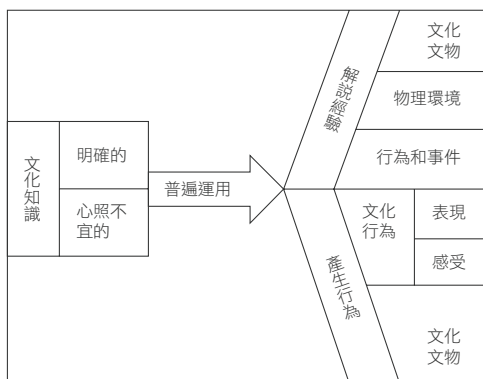 文化知識
明確的
心照不
宜的
普遍運用
解說經驗
文化
文物
物理環境
行為和事件
產生行為
文化
行為
表現
感受
文化
文物